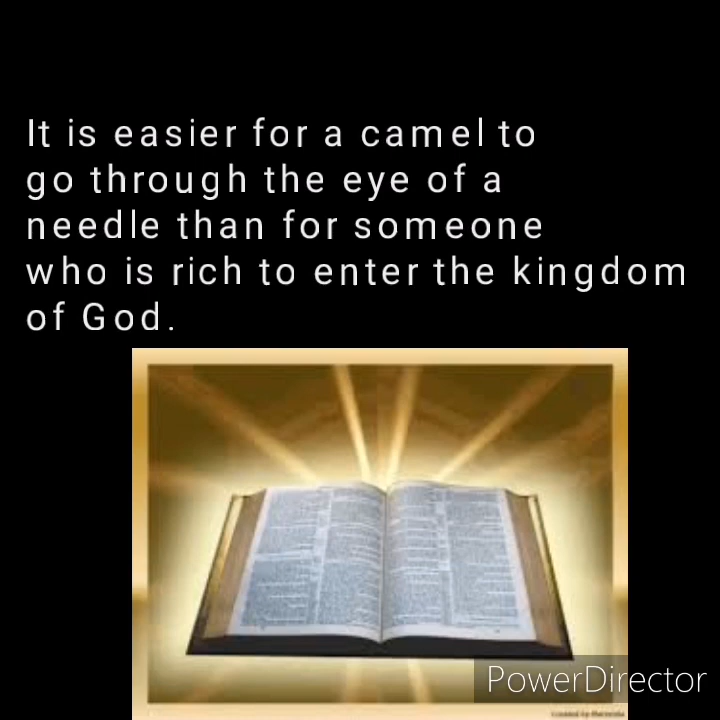 It is easier for a camel to
go through the eye of a
needle than for someone
who is rich to enter the kingdom
of God.
PowerDirector